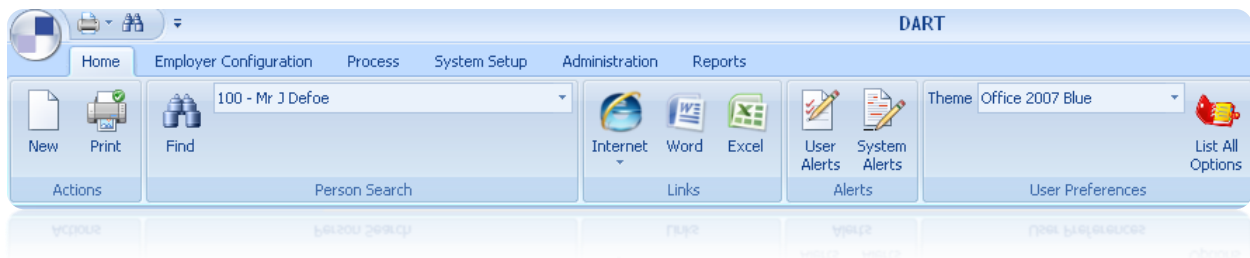 DART
Home Employer Configuration Process System Setup Administration Reports
100 - Mr J Defoe
Theme Office 2007 Blue
New Print Find Internet Word Excel User Alerts System Alerts List All Options
Actions Person Search Links Alerts User Preferences